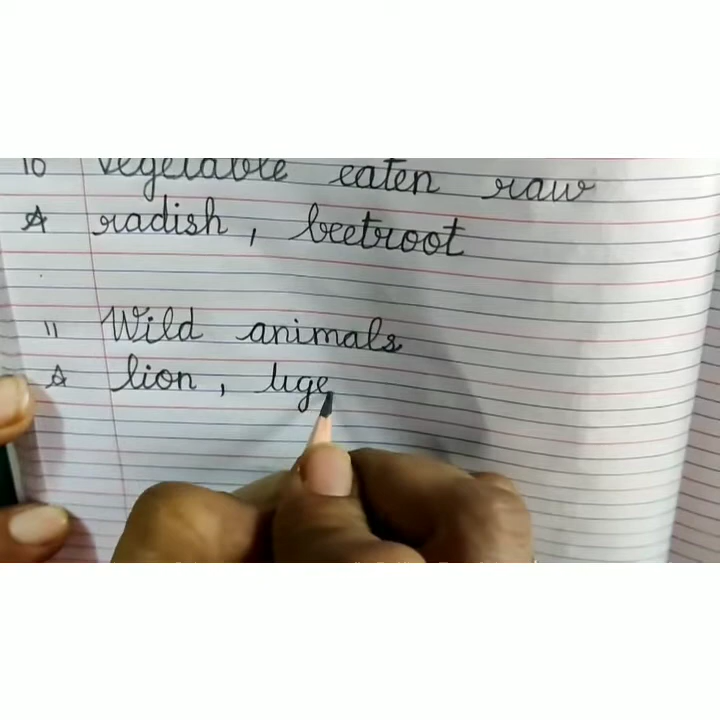 10 Vegetable eaten raw
☆ radish, beetroot
11 Wild animals
☆ lion, tige